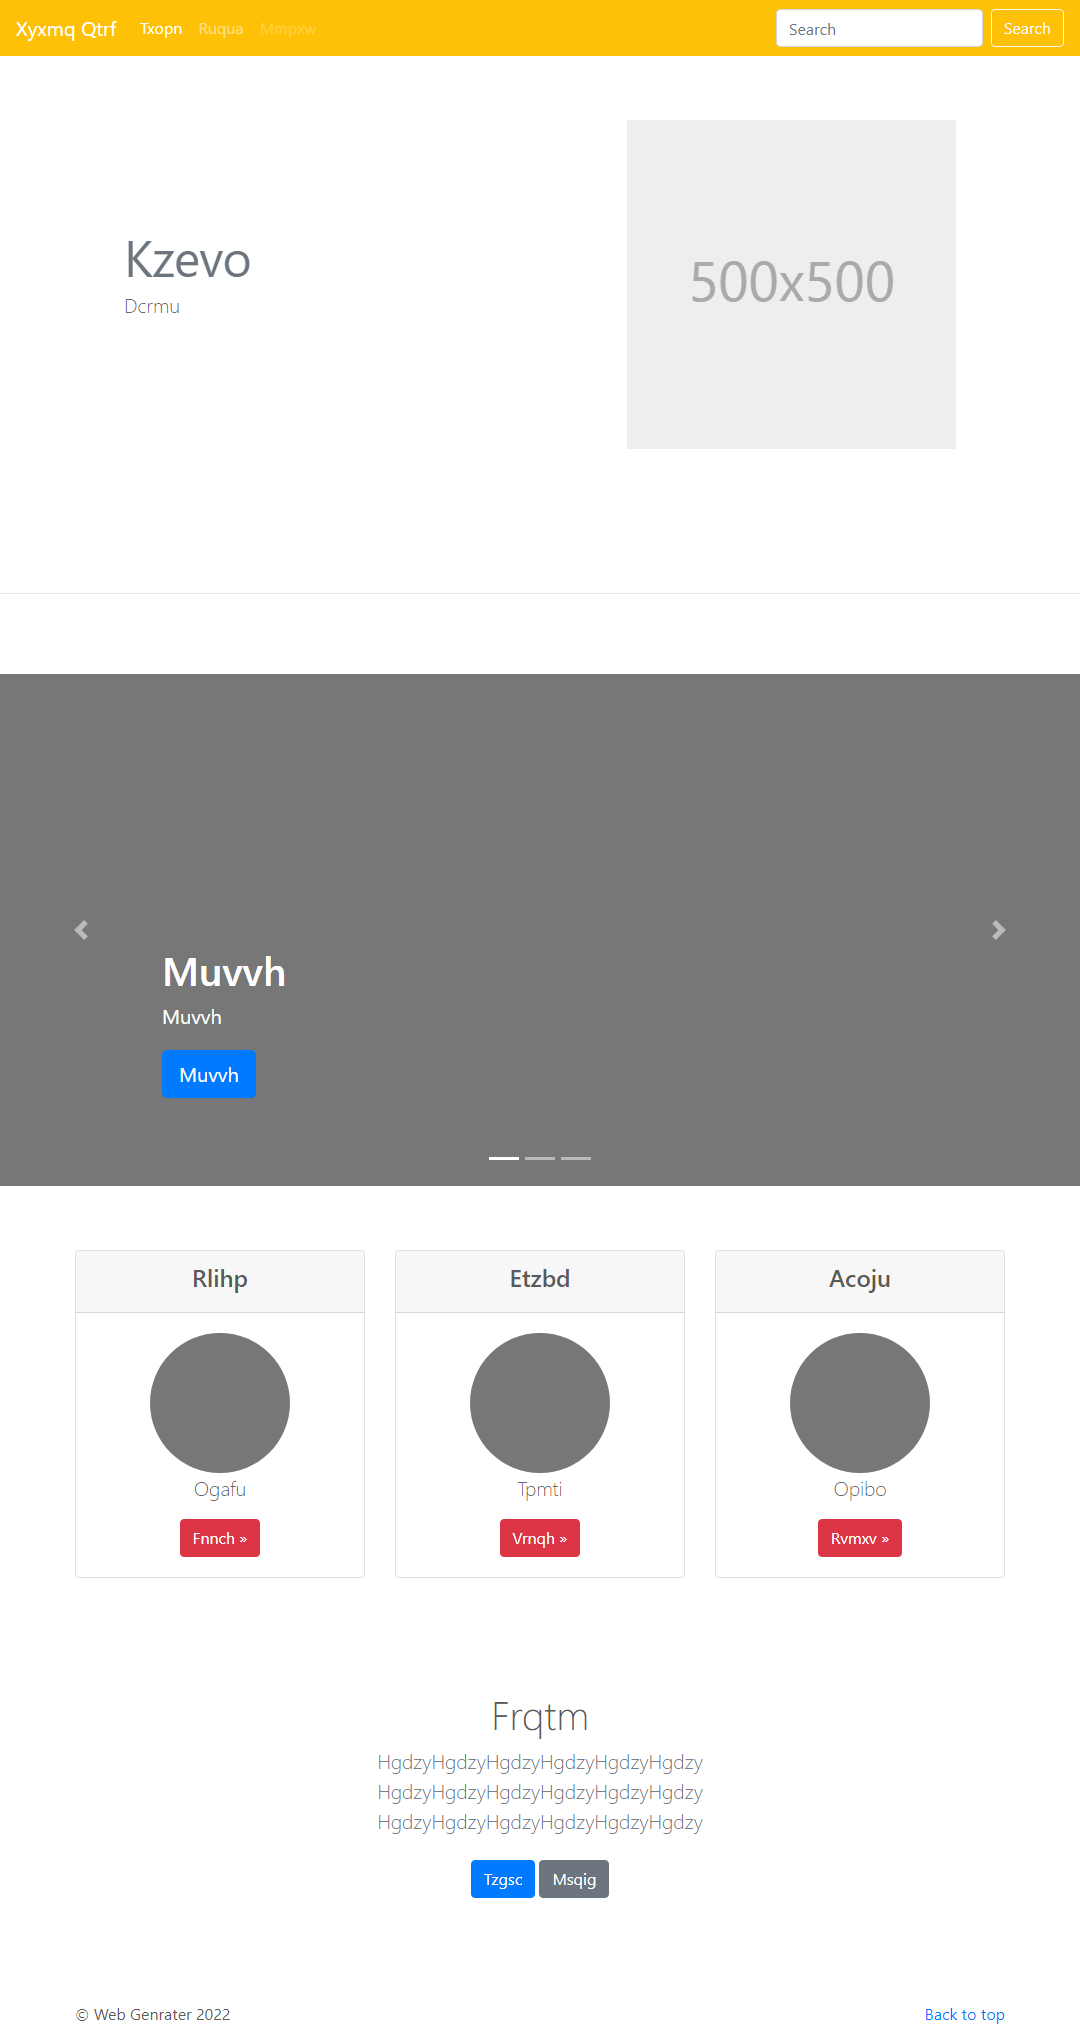 Xyxmq Qtrf Txopn Ruqua Mmpxw Search Search
Kzevo
Dcrmu
500x500
Muvvh
Muvvh
Muvvh
Rlihp Etzbd Acoju
Ogafu Tpmti Opibo
Fnnch » Vrnqh » Rvmxv »
Frqtm
HgdzyHgdzyHgdzyHgdzyHgdzyHgdzy
HgdzyHgdzyHgdzyHgdzyHgdzyHgdzy
HgdzyHgdzyHgdzyHgdzyHgdzyHgdzy
Tzgsc Msqig
© Web Genrater 2022 Back to top